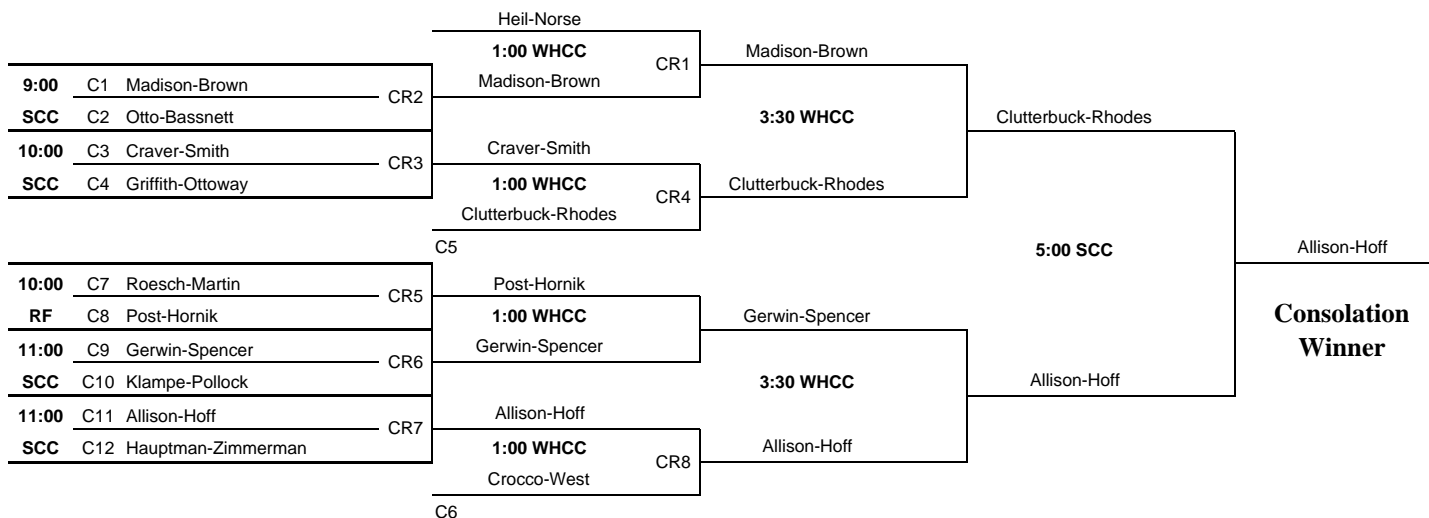 Heil-Norse
1:00 WHCC
CR1
Madison-Brown
9:00 C1 Madison-Brown
CR2
Madison-Brown
SCC C2 Otto-Bassnett
3:30 WHCC
Clutterbuck-Rhodes
10:00 C3 Craver-Smith
CR3
Craver-Smith
SCC C4 Griffith-Ottoway
1:00 WHCC
CR4
Clutterbuck-Rhodes
Clutterbuck-Rhodes
C5
5:00 SCC
Allison-Hoff
10:00 C7 Roesch-Martin
CR5
Post-Hornik
RF C8 Post-Hornik
1:00 WHCC
Gerwin-Spencer
Consolation
Winner
11:00 C9 Gerwin-Spencer
CR6
Gerwin-Spencer
SCC C10 Klampe-Pollock
3:30 WHCC
Allison-Hoff
11:00 C11 Allison-Hoff
CR7
Allison-Hoff
SCC C12 Hauptman-Zimmerman
1:00 WHCC
CR8
Allison-Hoff
Crocco-West
C6